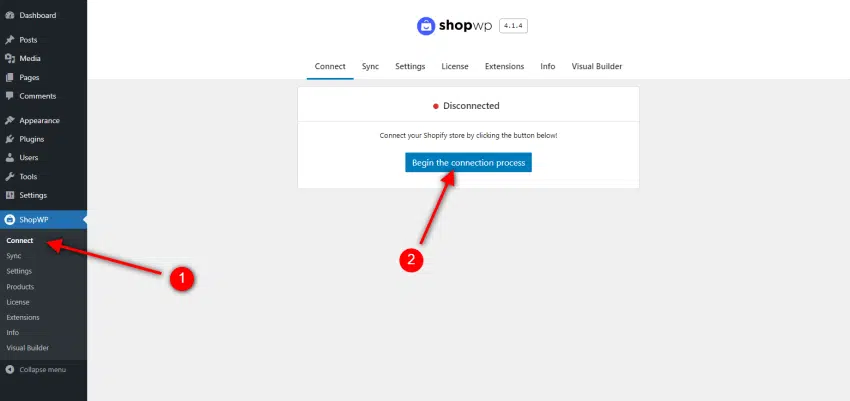 Dashboard
Posts
Media
Pages
Comments
Appearance
Plugins
Users
Tools
Settings
ShopWP
Connect
Sync
Settings
Products
License
Extensions
Info
Visual Builder
Collapse menu
shopwp 4.1.4
Connect Sync Settings License Extensions Info Visual Builder
Disconnected
Connect your Shopify store by clicking the button below!
Begin the connection process
1
2